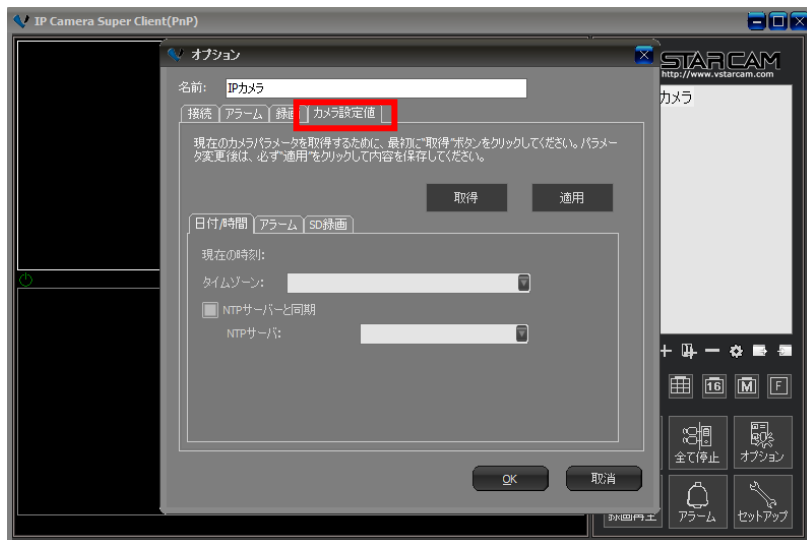 IP Camera Super Client(PnP)
オプション
STARCAM
http://www.vstarcam.com
名前: IPカメラ5
カメラ
接続 アラーム 録画 カメラ設定値
現在のカメラパラメータを取得するために、最初に"取得"ボタンをクリックしてください。パラメー
タ変更後は、必ず"適用"をクリックして内容を保存してください。
取得 適用
日付/時間 アラーム SD録画
現在の時刻:
タイムゾーン:
NTPサーバーと同期
NTPサーバ:
16 M F
全て停止 オプション
OK 取消
録画再生 アラーム セットアップ